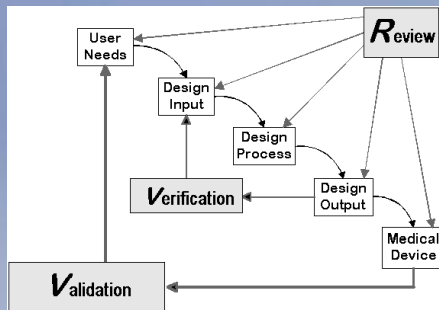 Review
User
Needs
Design
Input
Design
Process
Verification
Design
Output
Medical
Device
Validation